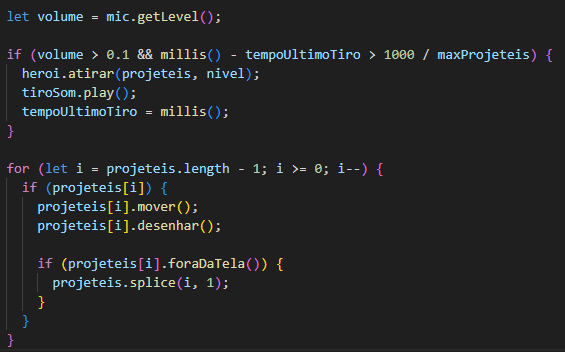 let volume = mic.getLevel();
if (volume > 0.1 && millis() - tempoUltimoTiro > 1000 / maxProjeteis) {
heroi.atirar(projeteis, nivel);
tiroSom.play();
tempoUltimoTiro = millis();
}
for (let i = projeteis.length - 1; i >= 0; i--) {
if (projeteis[i]) {
projeteis[i].mover();
projeteis[i].desenhar();
if (projeteis[i].foraDaTela()) {
projeteis.splice(i, 1);
}
}
}